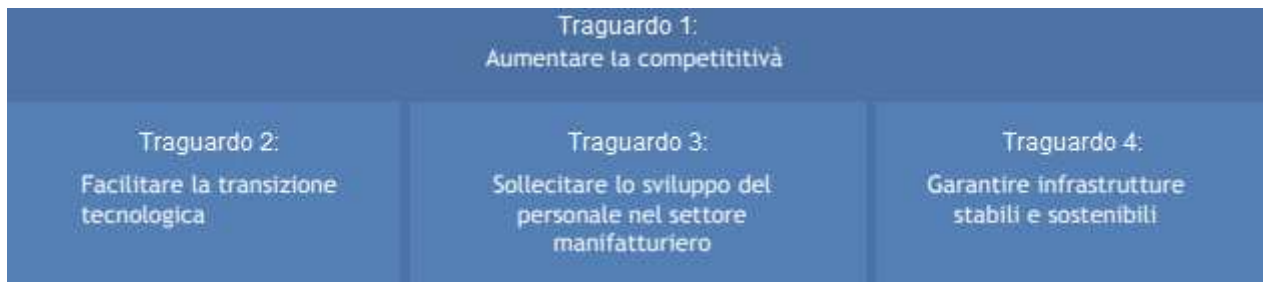 Traguardo 1:
Aumentare la competititivà
Traguardo 2:
Facilitare la transizione
tecnologica
Traguardo 3:
Sollecitare lo sviluppo del
personale nel settore
manifatturiero
Traguardo 4:
Garantire infrastrutture
stabili e sostenibili